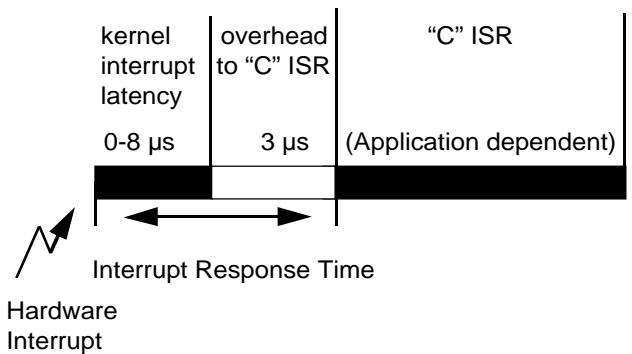 kernel
interrupt
latency
overhead
to “C” ISR
“C” ISR
0-8 µs
3 µs
(Application dependent)
Interrupt Response Time
Hardware
Interrupt